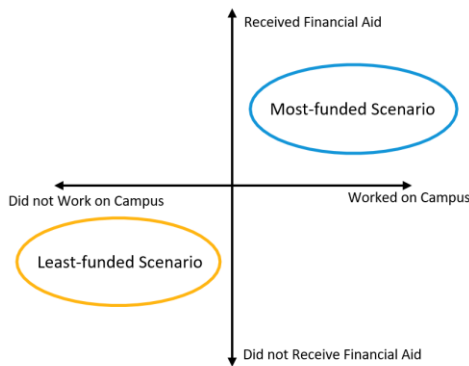 Received Financial Aid
Most-funded Scenario
Did not Work on Campus
Worked on Campus
Least-funded Scenario
Did not Receive Financial Aid